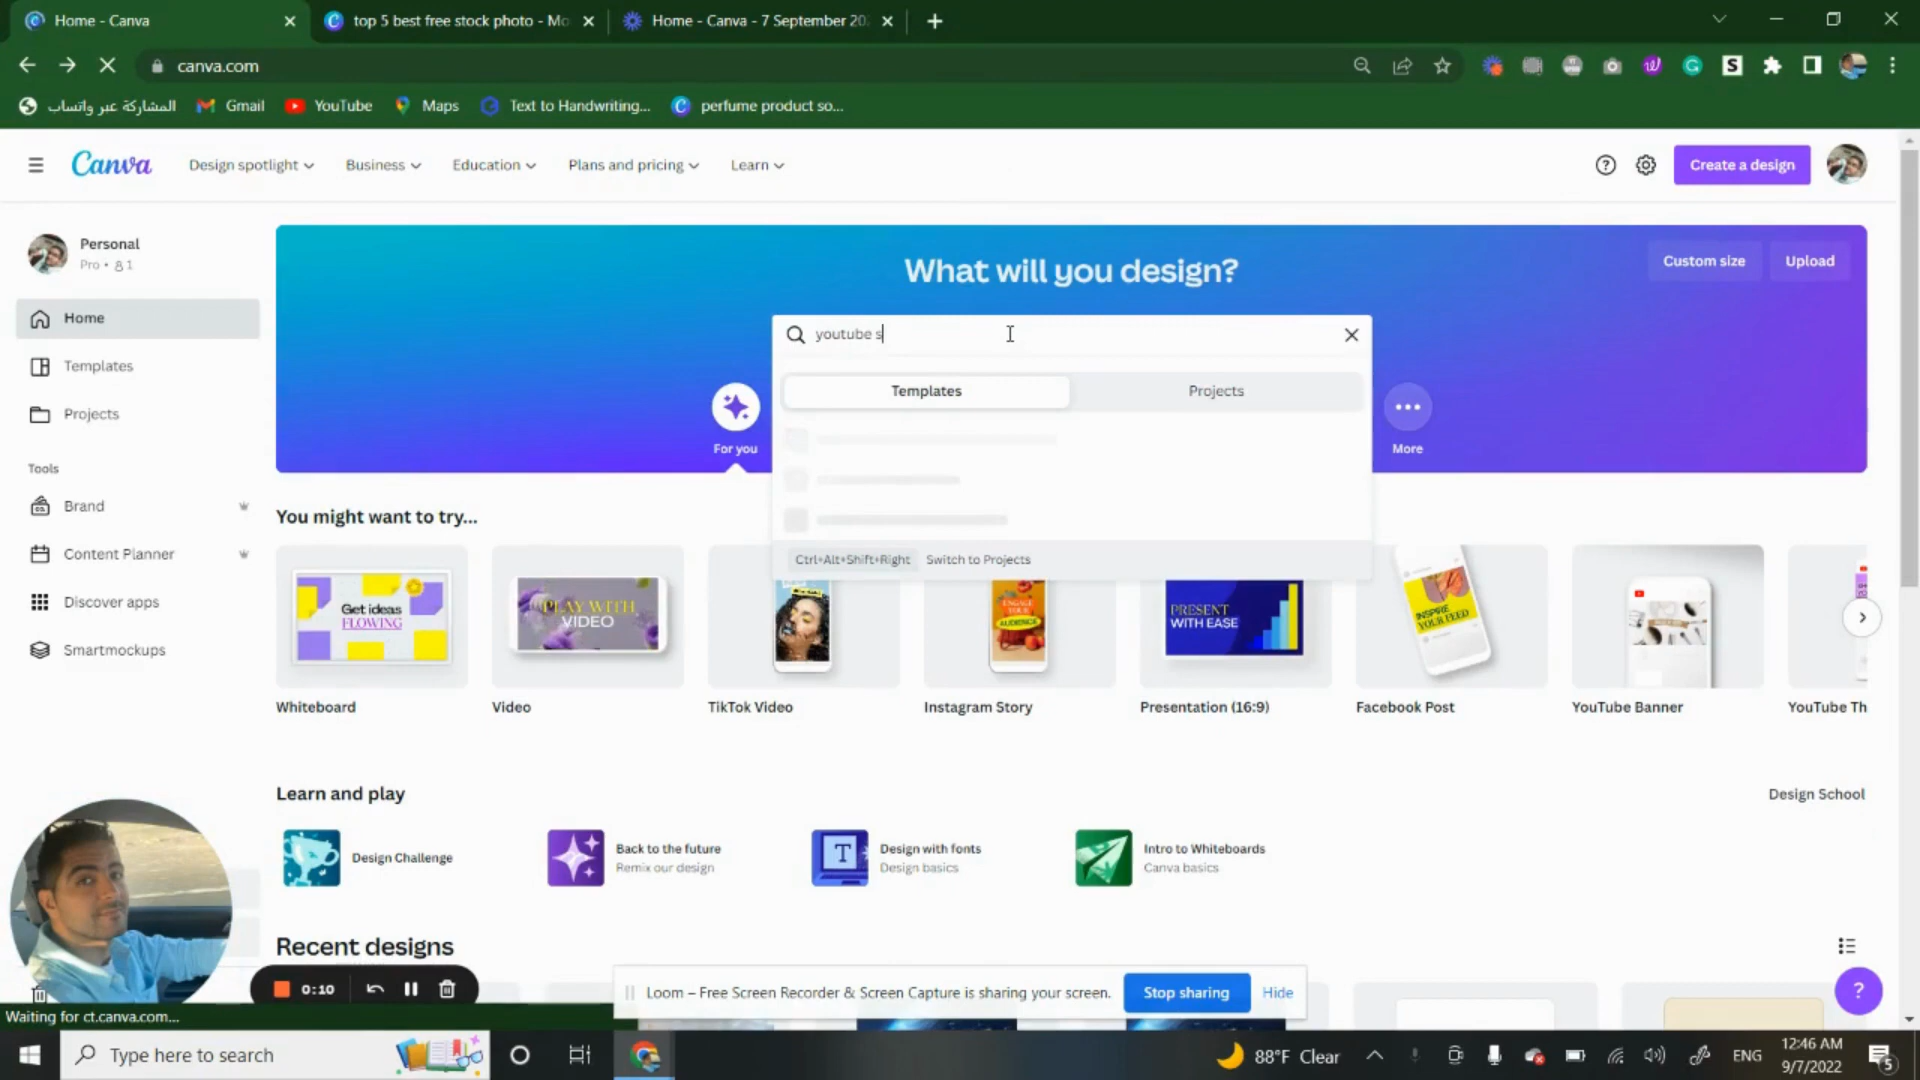 Home - Canva
top 5 best free stock photo - Mo
Home - Canva - 7 September 20
canva.com
المشاركة عبر واتساب
Gmail
YouTube
Maps
Text to Handwriting...
perfume product so...
Canva
Design spotlight
Business
Education
Plans and pricing
Learn
Create a design
Personal
Pro • 1
Home
Templates
Projects
Tools
Brand
Content Planner
Discover apps
Smartmockups
What will you design?
Custom size
Upload
youtube s
Templates
Projects
For you
More
Ctrl+Alt+Shift+Right Switch to Projects
You might want to try...
Get ideas
FLOWING
PLAY WITH
VIDEO
ENGAGE
YOUR
AUDIENCE
PRESENT
WITH EASE
INSPIRE
YOUR FEED
Whiteboard
Video
TikTok Video
Instagram Story
Presentation (16:9)
Facebook Post
YouTube Banner
YouTube Th
Learn and play
Design School
Design Challenge
Back to the future
Remix our design
T
Design with fonts
Design basics
Intro to Whiteboards
Canva basics
Recent designs
0:10
Loom – Free Screen Recorder & Screen Capture is sharing your screen.
Stop sharing
Hide
?
Waiting for ct.canva.com...
Type here to search
88°F Clear
ENG
12:46 AM
9/7/2022
5